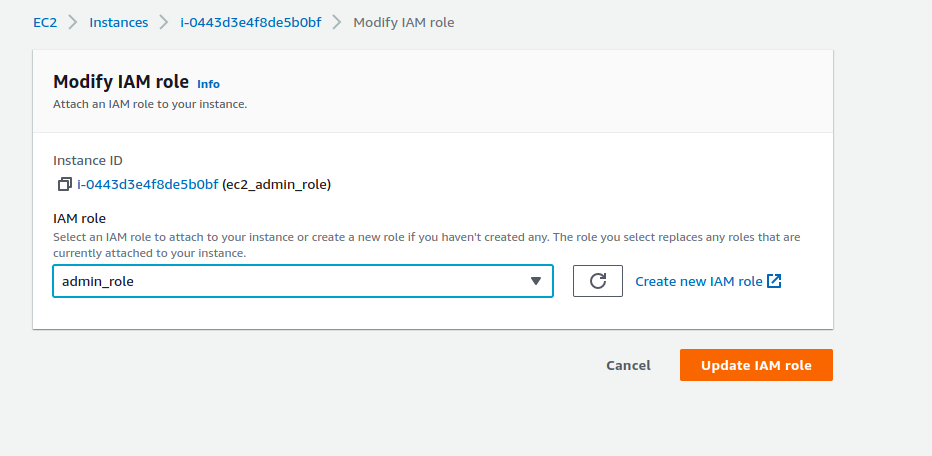 EC2 > Instances > i-0443d3e4f8de5b0bf > Modify IAM role
Modify IAM role Info
Attach an IAM role to your instance.
Instance ID
i-0443d3e4f8de5b0bf (ec2_admin_role)
IAM role
Select an IAM role to attach to your instance or create a new role if you haven't created any. The role you select replaces any roles that are
currently attached to your instance.
admin_role
Create new IAM role
Cancel
Update IAM role